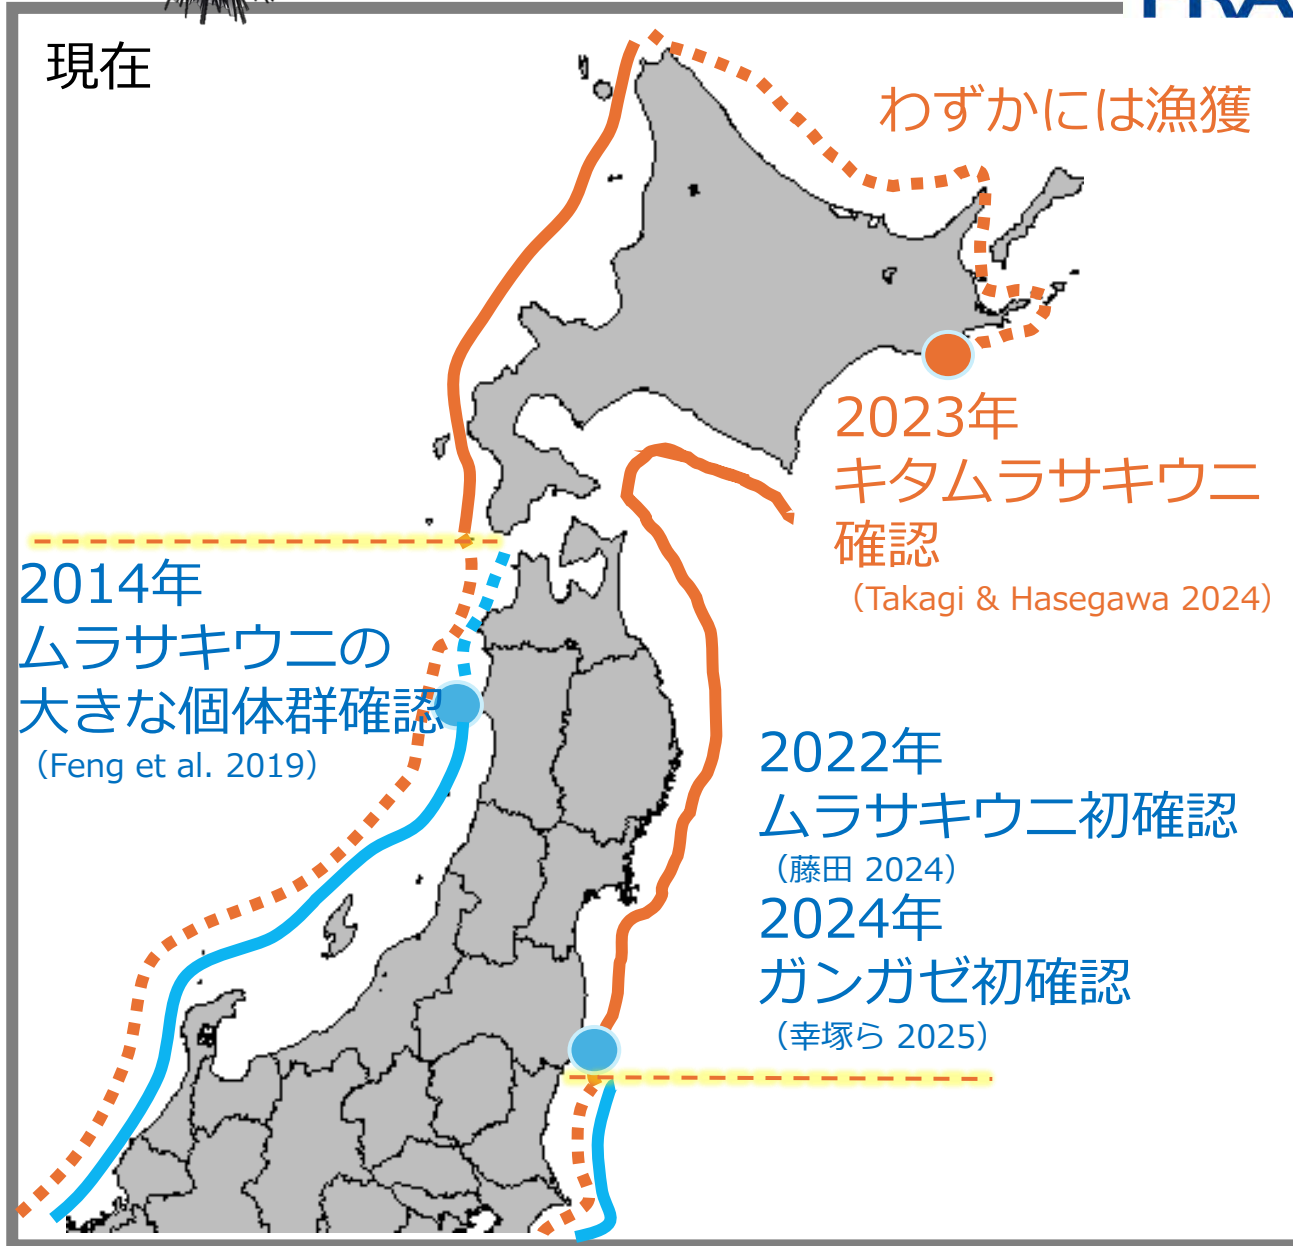 現在
わずかには漁獲
2023年
キタムラサキウニ
確認
（Takagi & Hasegawa 2024）
2014年
ムラサキウニの
大きな個体群確認
（Feng et al. 2019）
2022年
ムラサキウニ初確認
（藤田 2024）
2024年
ガンガゼ初確認
（幸塚ら 2025）